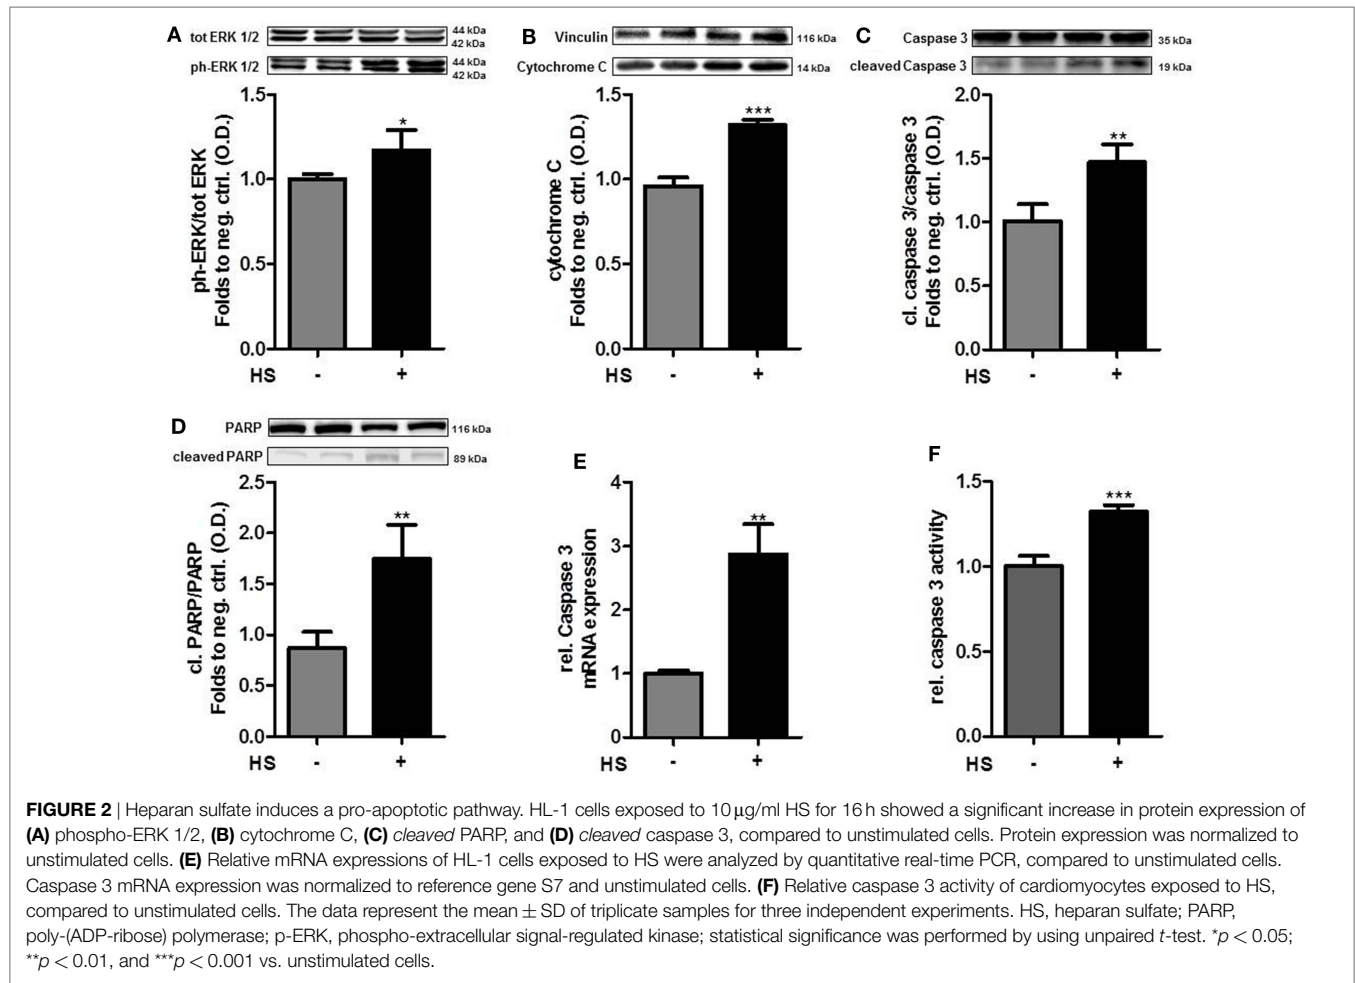 A
tot ERK 1/2
44 kDa
42 kDa
ph-ERK 1/2
44 kDa
42 kDa
1.5
1.0
0.5
0.0
ph-ERK/tot ERK
Folds to neg. ctrl. (O.D.)
*
HS - +
B
Vinculin
116 kDa
Cytochrome C
14 kDa
1.5
1.0
0.5
0.0
cytochrome C
Folds to neg. ctrl. (O.D.)
***
HS - +
C
Caspase 3
35 kDa
cleaved Caspase 3
19 kDa
2.0
1.5
1.0
0.5
0.0
cl. caspase 3/caspase 3
Folds to neg. ctrl. (O.D.)
**
HS - +
D
PARP
116 kDa
cleaved PARP
89 kDa
2.5
2.0
1.5
1.0
0.5
0.0
cl. PARP/PARP
Folds to neg. ctrl. (O.D.)
**
HS - +
E
4
3
2
1
0
rel. Caspase 3
mRNA expression
**
HS - +
F
1.5
1.0
0.5
0.0
rel. caspase 3 activity
***
HS - +
FIGURE 2 | Heparan sulfate induces a pro-apoptotic pathway. HL-1 cells exposed to 10 μg/ml HS for 16 h showed a significant increase in protein expression of
(A) phospho-ERK 1/2, (B) cytochrome C, (C) cleaved PARP, and (D) cleaved caspase 3, compared to unstimulated cells. Protein expression was normalized to
unstimulated cells. (E) Relative mRNA expressions of HL-1 cells exposed to HS were analyzed by quantitative real-time PCR, compared to unstimulated cells.
Caspase 3 mRNA expression was normalized to reference gene S7 and unstimulated cells. (F) Relative caspase 3 activity of cardiomyocytes exposed to HS,
compared to unstimulated cells. The data represent the mean ± SD of triplicate samples for three independent experiments. HS, heparan sulfate; PARP,
poly-(ADP-ribose) polymerase; p-ERK, phospho-extracellular signal-regulated kinase; statistical significance was performed by using unpaired t-test. *p < 0.05;
**p < 0.01, and ***p < 0.001 vs. unstimulated cells.